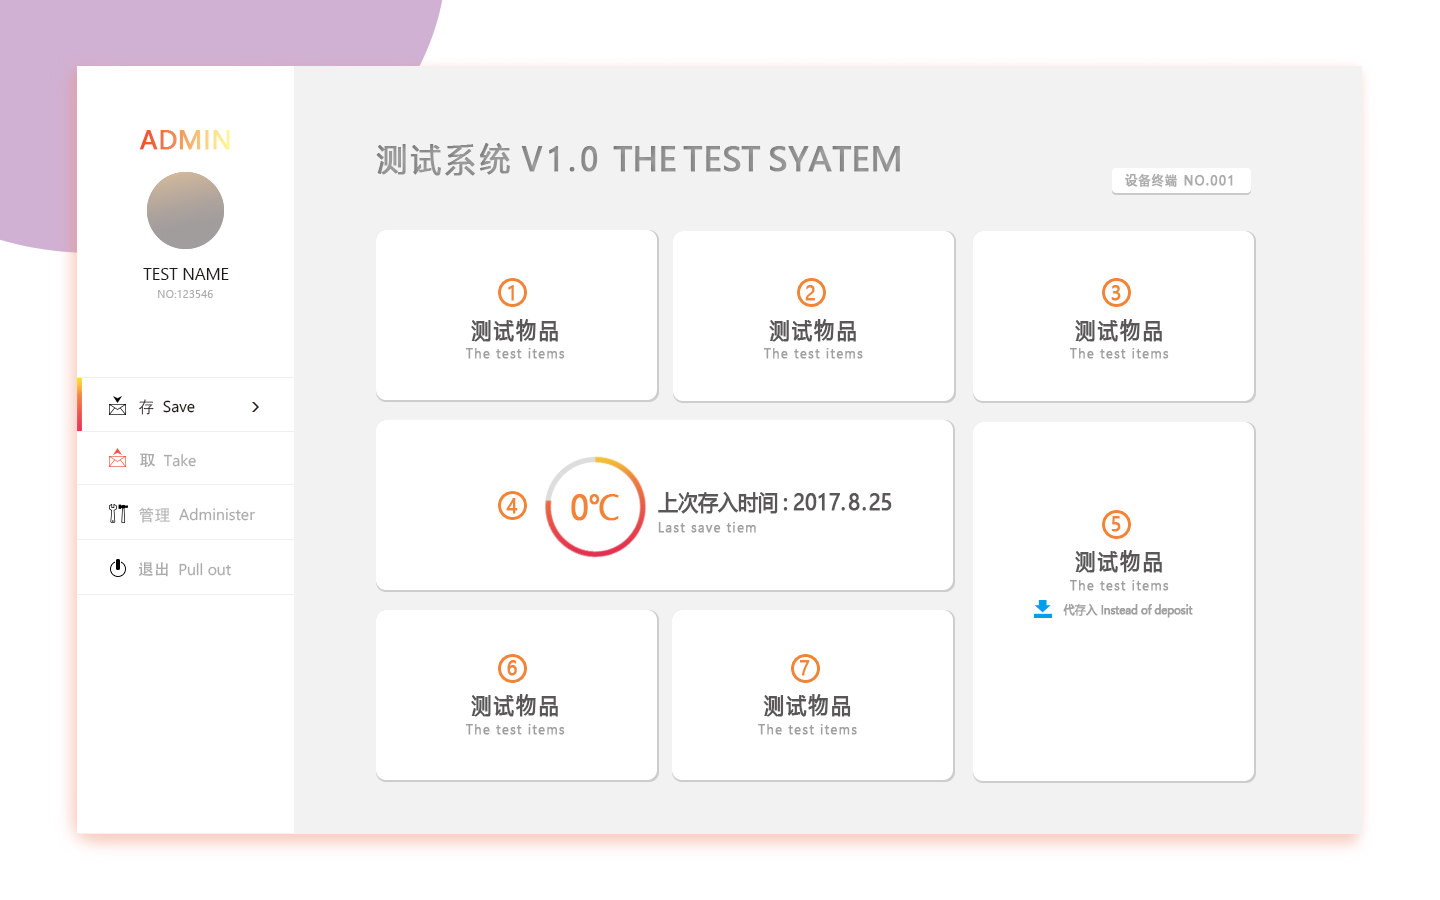 ADMIN
TEST NAME
NO:123546
存 Save
取 Take
管理 Administer
退出 Pull out
测试系统 V1.0 THE TEST SYATEM
设备终端 NO.001
1
测试物品
The test items
2
测试物品
The test items
3
测试物品
The test items
4
0℃
上次存入时间 : 2017.8.25
Last save tiem
5
测试物品
The test items
代存入 Instead of deposit
6
测试物品
The test items
7
测试物品
The test items